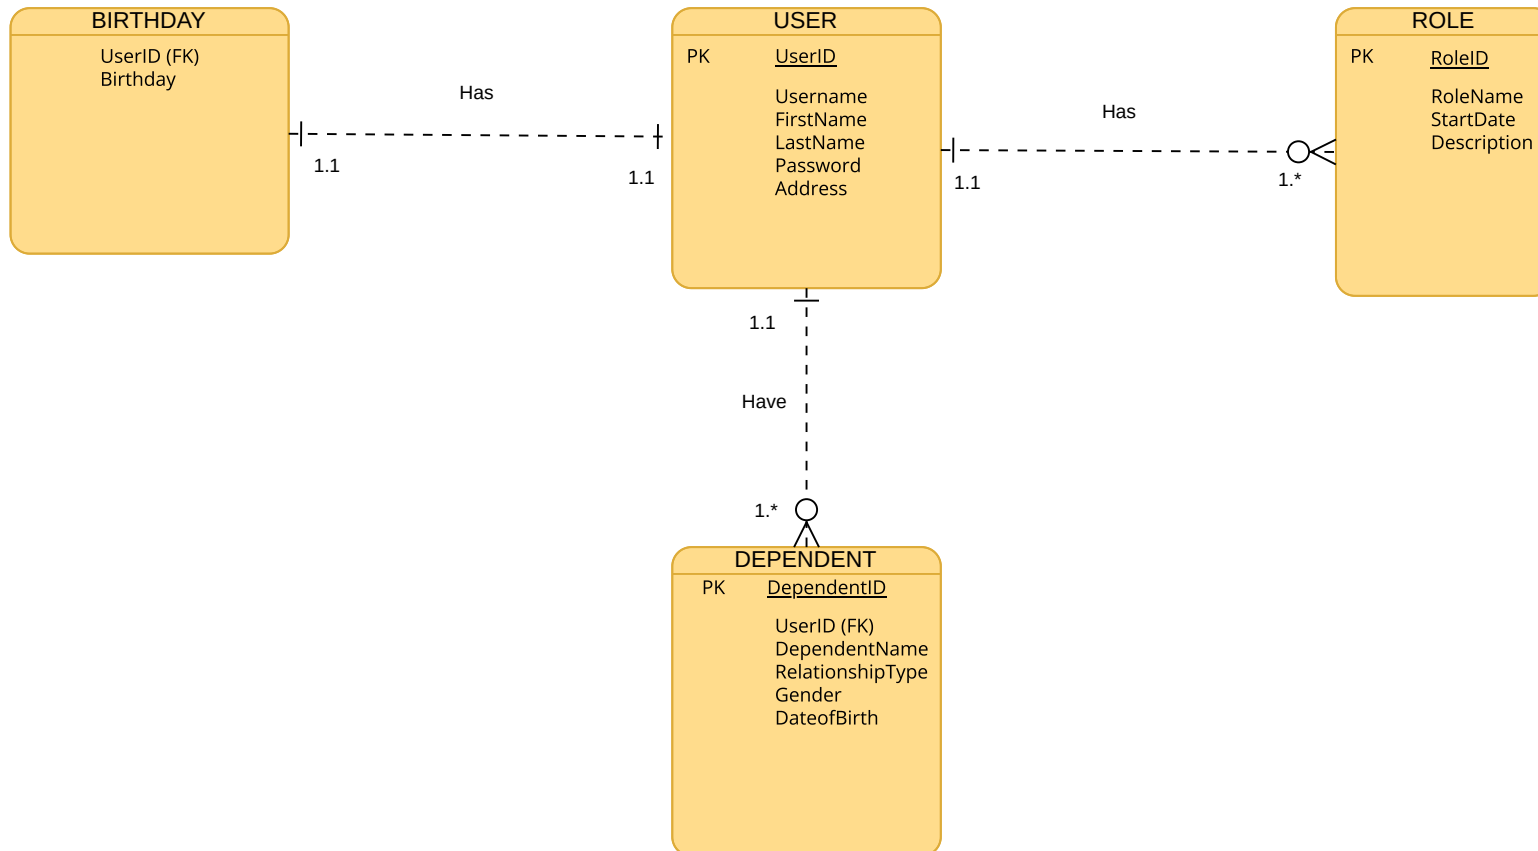 BIRTHDAY
UserID (FK)
Birthday
Has
1.1
1.1
USER
PK UserID
Username
FirstName
LastName
Password
Address
Has
1.1
1.*
ROLE
PK RoleID
RoleName
StartDate
Description
1.1
Have
1.*
DEPENDENT
PK DependentID
UserID (FK)
DependentName
RelationshipType
Gender
DateofBirth